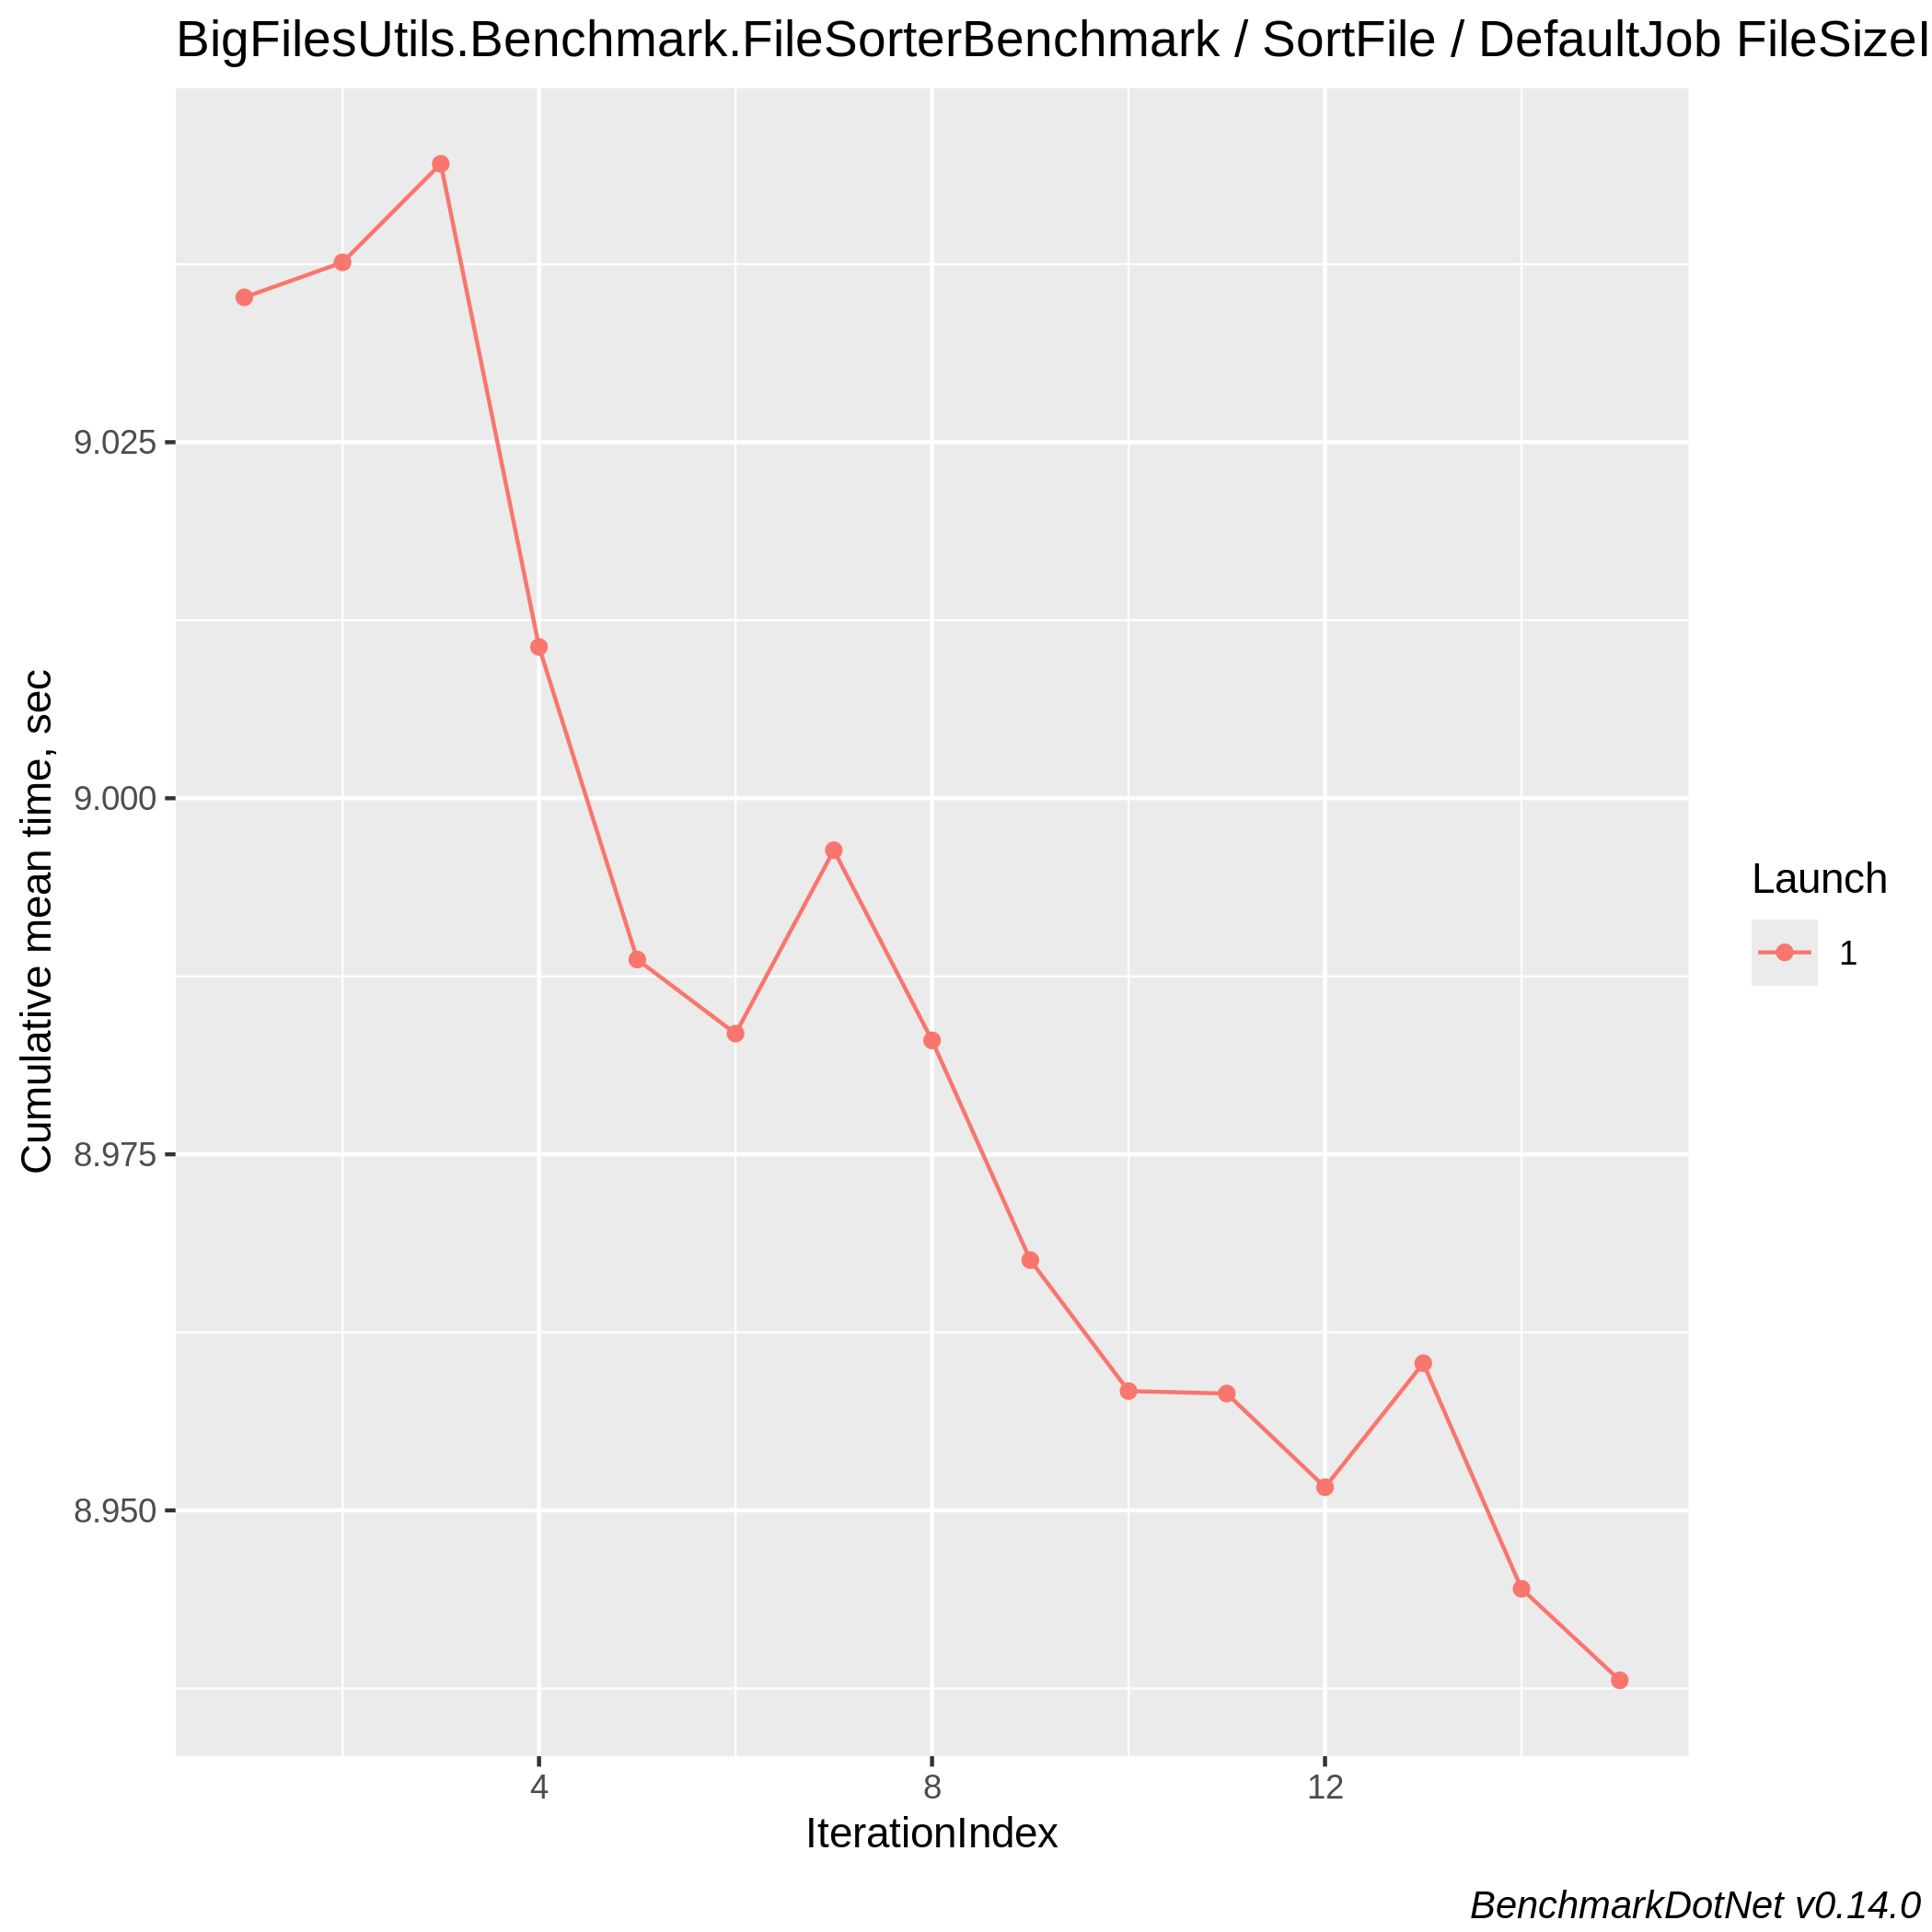 BigFilesUtils.Benchmark.FileSorterBenchmark / SortFile / DefaultJob
9.025
9.000
8.975
8.950
Cumulative mean time, sec
4
8
12
IterationIndex
Launch
1
BenchmarkDotNet v0.14.0